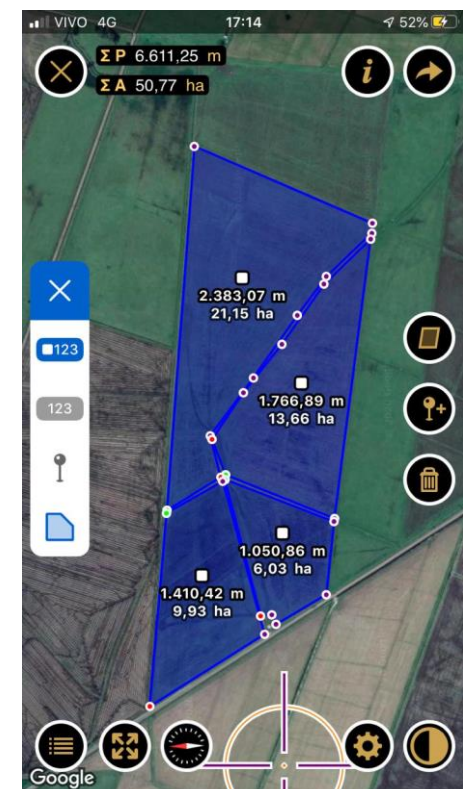 VIVO 4G 17:14 52%
Σ P 6.611,25 m
Σ A 50,77 ha
i
2.383,07 m
21,15 ha
123
1.766,89 m
13,66 ha
123
1.050,86 m
6,03 ha
1.410,42 m
9,93 ha
Google